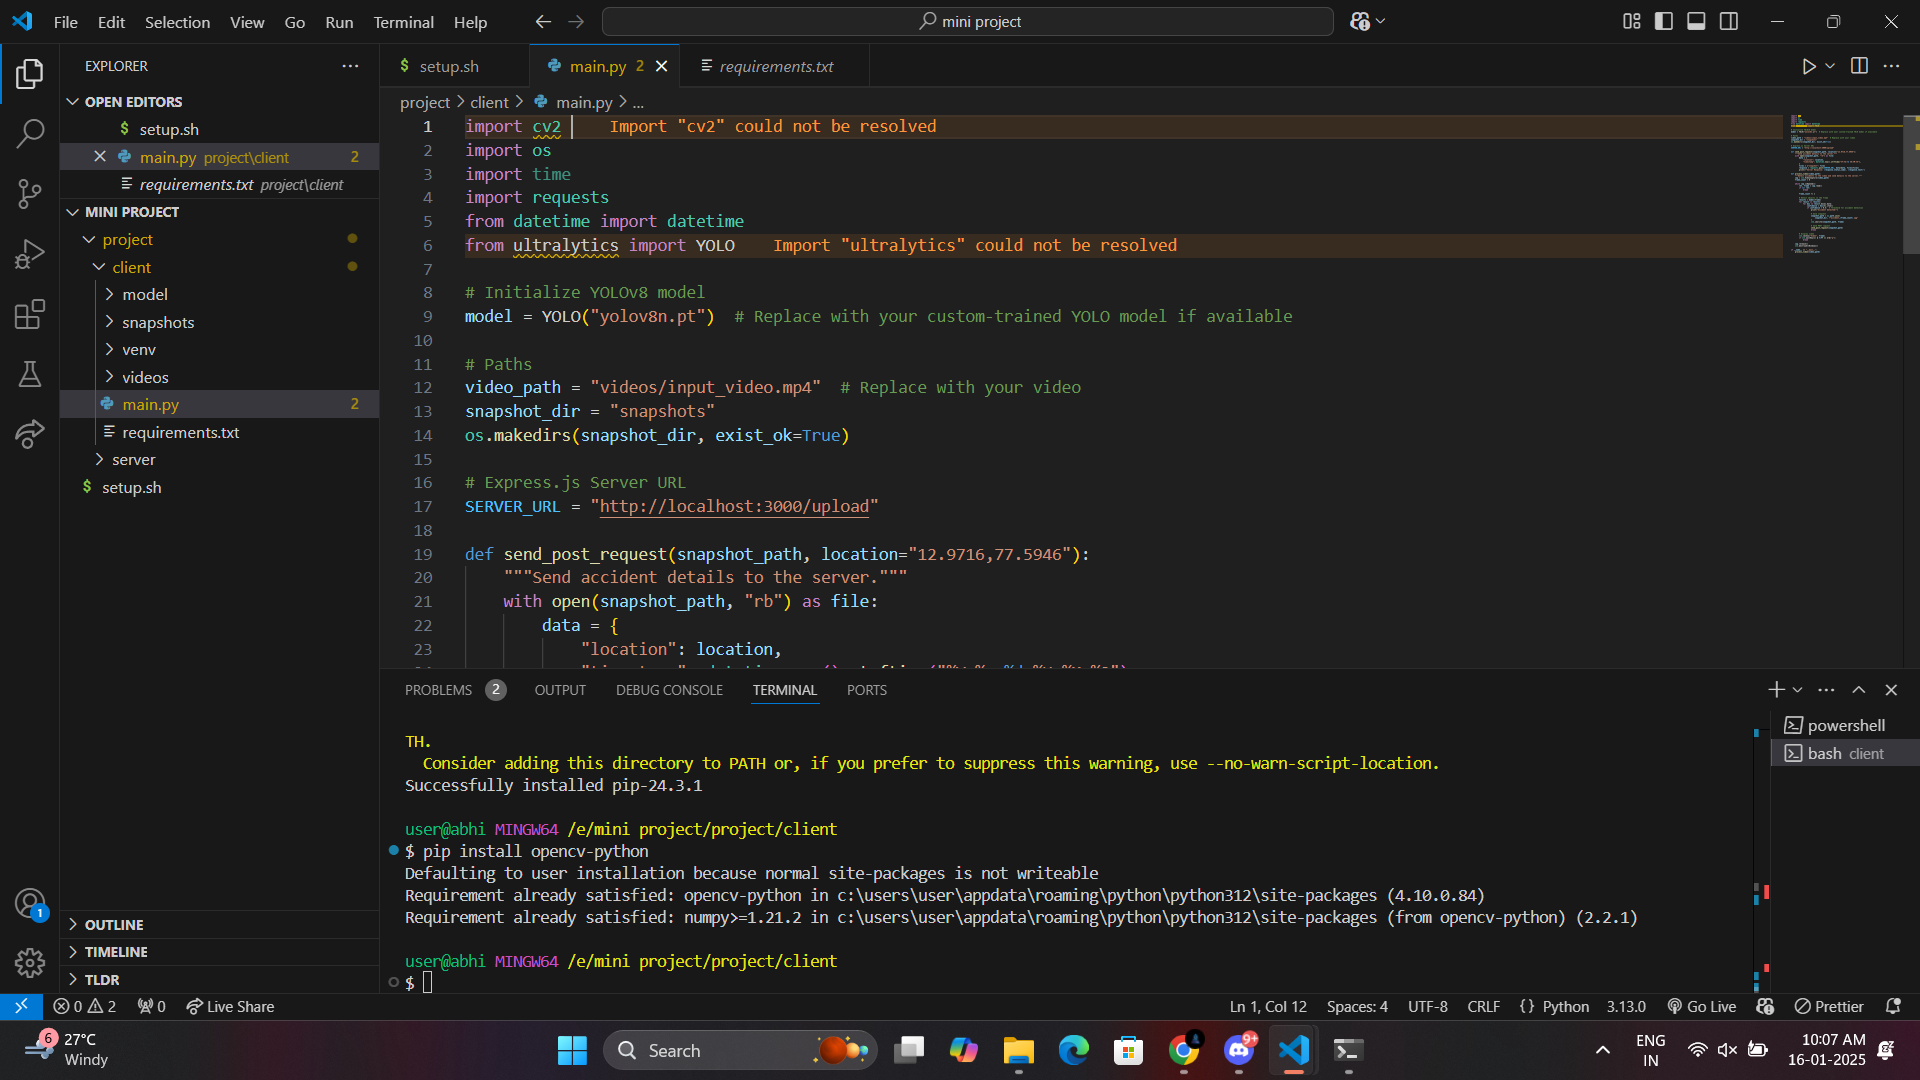 File Edit Selection View Go Run Terminal Help
mini project
EXPLORER
OPEN EDITORS
setup.sh
main.py project\client 2
requirements.txt project\client
MINI PROJECT
project
client
model
snapshots
venv
videos
main.py 2
requirements.txt
server
setup.sh
OUTLINE
TIMELINE
TLDR
1
setup.sh
main.py 2
requirements.txt
project > client > main.py > ...
1 import cv2 Import "cv2" could not be resolved
2 import os
3 import time
4 import requests
5 from datetime import datetime
6 from ultralytics import YOLO Import "ultralytics" could not be resolved
7
8 # Initialize YOLOv8 model
9 model = YOLO("yolov8n.pt") # Replace with your custom-trained YOLO model if available
10
11 # Paths
12 video_path = "videos/input_video.mp4" # Replace with your video
13 snapshot_dir = "snapshots"
14 os.makedirs(snapshot_dir, exist_ok=True)
15
16 # Express.js Server URL
17 SERVER_URL = "http://localhost:3000/upload"
18
19 def send_post_request(snapshot_path, location="12.9716,77.5946"):
20 """Send accident details to the server."""
21 with open(snapshot_path, "rb") as file:
22 data = {
23 "location": location,
PROBLEMS 2 OUTPUT DEBUG CONSOLE TERMINAL PORTS
powershell
bash client
TH.
Consider adding this directory to PATH or, if you prefer to suppress this warning, use --no-warn-script-location.
Successfully installed pip-24.3.1
user@abhi MINGW64 /e/mini project/project/client
$ pip install opencv-python
Defaulting to user installation because normal site-packages is not writeable
Requirement already satisfied: opencv-python in c:\users\user\appdata\roaming\python\python312\site-packages (4.10.0.84)
Requirement already satisfied: numpy>=1.21.2 in c:\users\user\appdata\roaming\python\python312\site-packages (from opencv-python) (2.2.1)
user@abhi MINGW64 /e/mini project/project/client
$
0 2 0 Live Share Ln 1, Col 12 Spaces: 4 UTF-8 CRLF {} Python 3.13.0 Go Live Prettier
6 27°C
Windy
Search
9+
ENG
IN
10:07 AM
16-01-2025